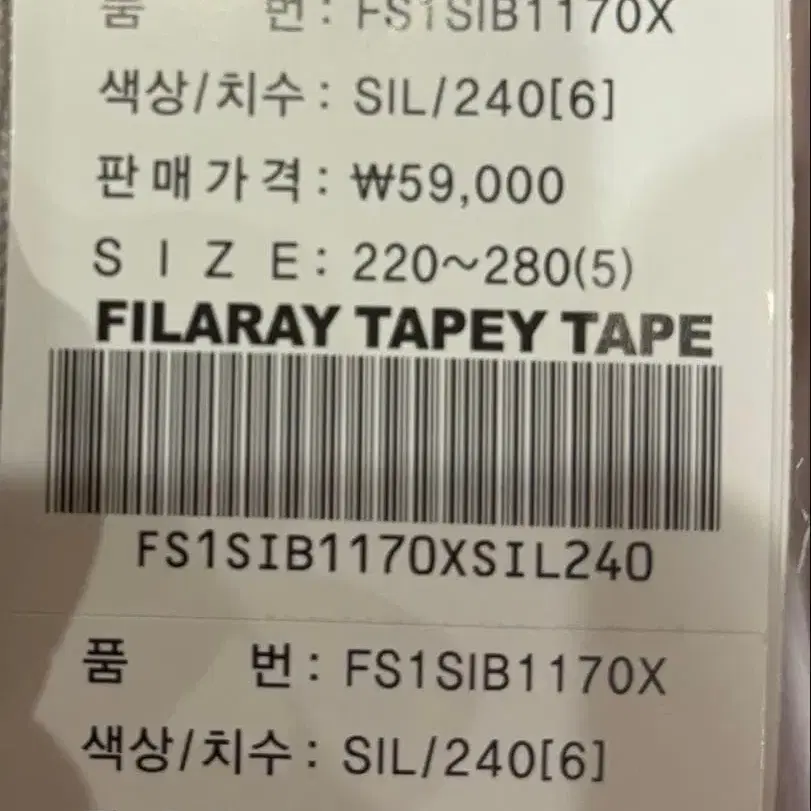 품 번: FS1SIB1170X
색상/치수: SIL/240[6]
판매가격: ₩59,000
SIZE: 220~280(5)
FILARAY TAPEY TAPE
FS1SIB1170XSIL240
품 번: FS1SIB1170X
색상/치수: SIL/240[6]